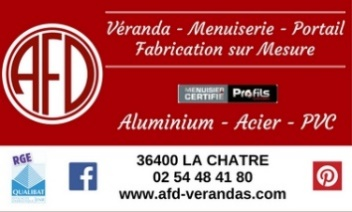 AFD
Véranda - Menuiserie - Portail
Fabrication sur Mesure
MENUISIER
CERTIFIÉ
Profils
Aluminium - Acier - PVC
RGE
QUALIBAT
36400 LA CHATRE
02 54 48 41 80
www.afd-verandas.com